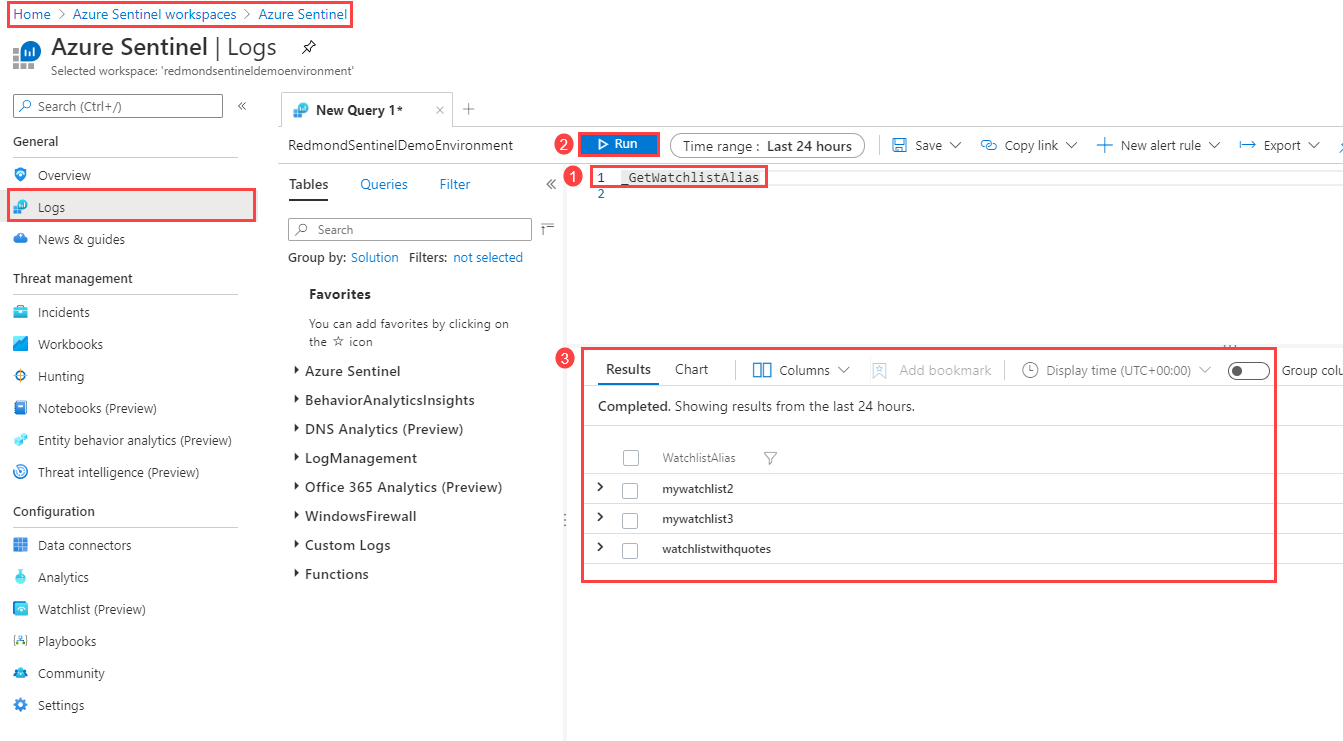 Home > Azure Sentinel workspaces > Azure Sentinel
Azure Sentinel | Logs
Selected workspace: 'redmondsentineldemoenvironment'
Search (Ctrl+/)
«
General
Overview
Logs
News & guides
Threat management
Incidents
Workbooks
Hunting
Notebooks (Preview)
Entity behavior analytics (Preview)
Threat intelligence (Preview)
Configuration
Data connectors
Analytics
Watchlist (Preview)
Playbooks
Community
Settings
New Query 1* × +
RedmondSentinelDemoEnvironment
2 Run Time range : Last 24 hours Save Copy link New alert rule Export
Tables Queries Filter «
Search
Group by: Solution Filters: not selected
Favorites
You can add favorites by clicking on
the ☆ icon
Azure Sentinel
BehaviorAnalyticsInsights
DNS Analytics (Preview)
LogManagement
Office 365 Analytics (Preview)
WindowsFirewall
Custom Logs
Functions
1 1 _GetWatchlistAlias
2
3 Results Chart Columns Add bookmark Display time (UTC+00:00) Group colu
Completed. Showing results from the last 24 hours.
WatchlistAlias
mywatchlist2
mywatchlist3
watchlistwithquotes